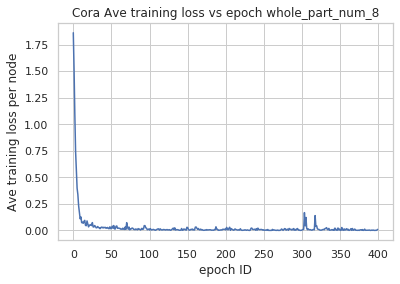 Cora Ave training loss vs epoch whole_part_num_8
Ave training loss per node
1.75
1.50
1.25
1.00
0.75
0.50
0.25
0.00
0 50 100 150 200 250 300 350 400
epoch ID